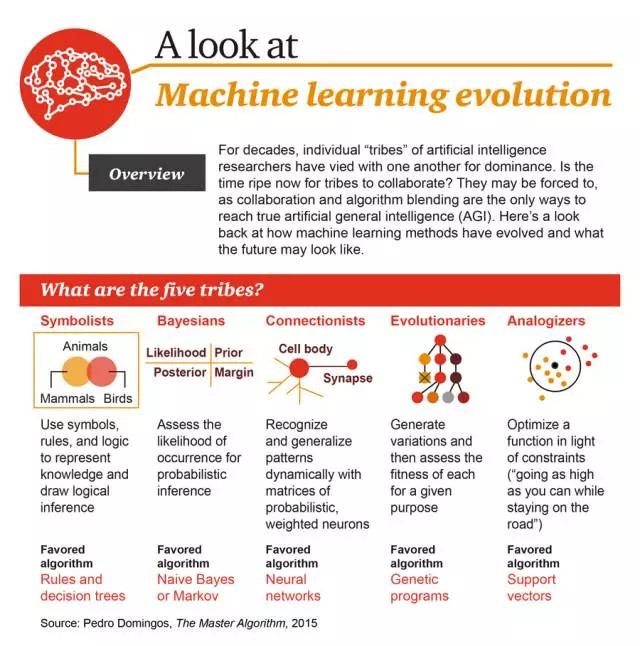 A look at
Machine learning evolution
Overview
For decades, individual “tribes” of artificial intelligence
researchers have vied with one another for dominance. Is the
time ripe now for tribes to collaborate? They may be forced to,
as collaboration and algorithm blending are the only ways to
reach true artificial general intelligence (AGI). Here’s a look
back at how machine learning methods have evolved and what
the future may look like.
What are the five tribes?
Symbolists
Animals
Mammals Birds
Use symbols,
rules, and logic
to represent
knowledge and
draw logical
inference
Favored
algorithm
Rules and
decision trees
Bayesians
Likelihood Prior
Posterior Margin
Assess the
likelihood of
occurrence for
probabilistic
inference
Favored
algorithm
Naive Bayes
or Markov
Connectionists
Cell body
Synapse
Recognize
and generalize
patterns
dynamically with
matrices of
probabilistic,
weighted neurons
Favored
algorithm
Neural
networks
Evolutionaries
Generate
variations and
then assess the
fitness of each
for a given
purpose
Favored
algorithm
Genetic
programs
Analogizers
Optimize a
function in light
of constraints
(“going as high
as you can while
staying on the
road”)
Favored
algorithm
Support
vectors
Source: Pedro Domingos, The Master Algorithm, 2015